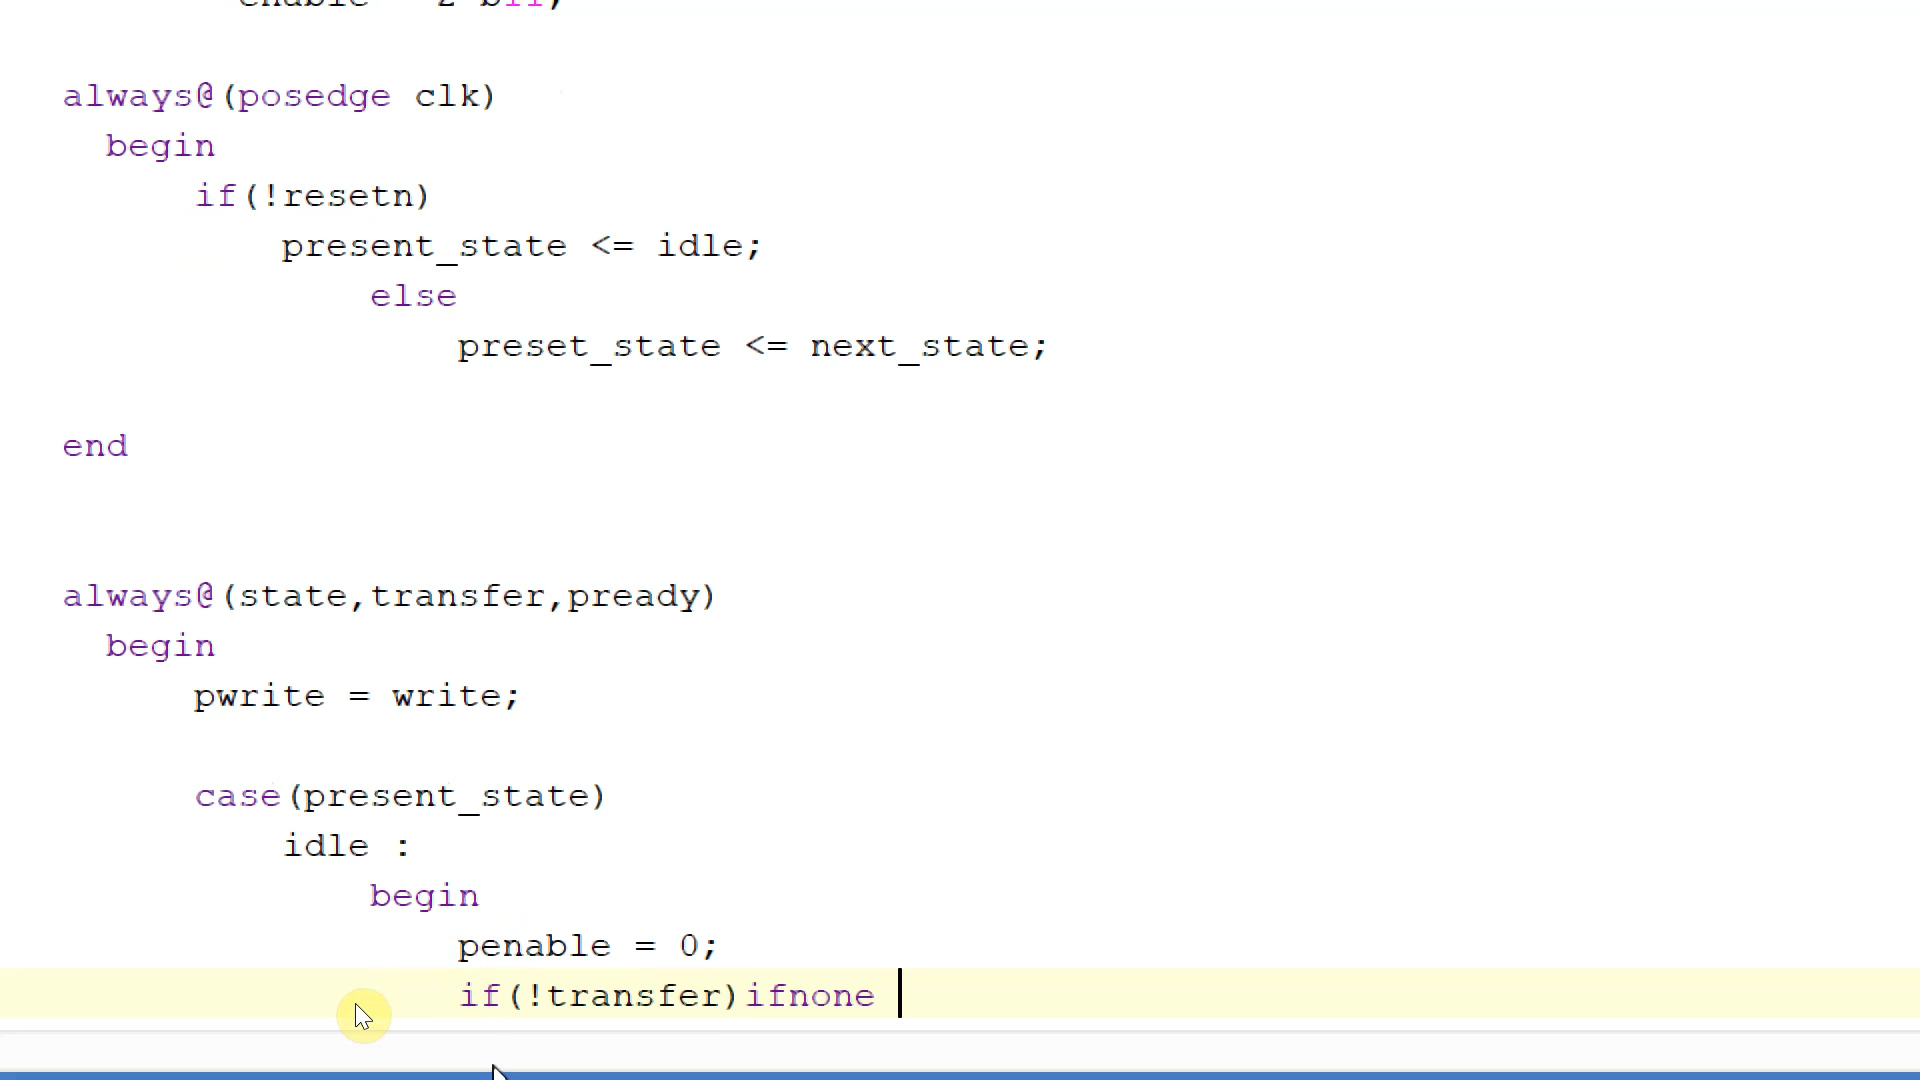 always@(posedge clk)
begin
if(!resetn)
present_state <= idle;
else
preset_state <= next_state;
end
always@(state,transfer,pready)
begin
pwrite = write;
case(present_state)
idle :
begin
penable = 0;
if(!transfer)ifnone